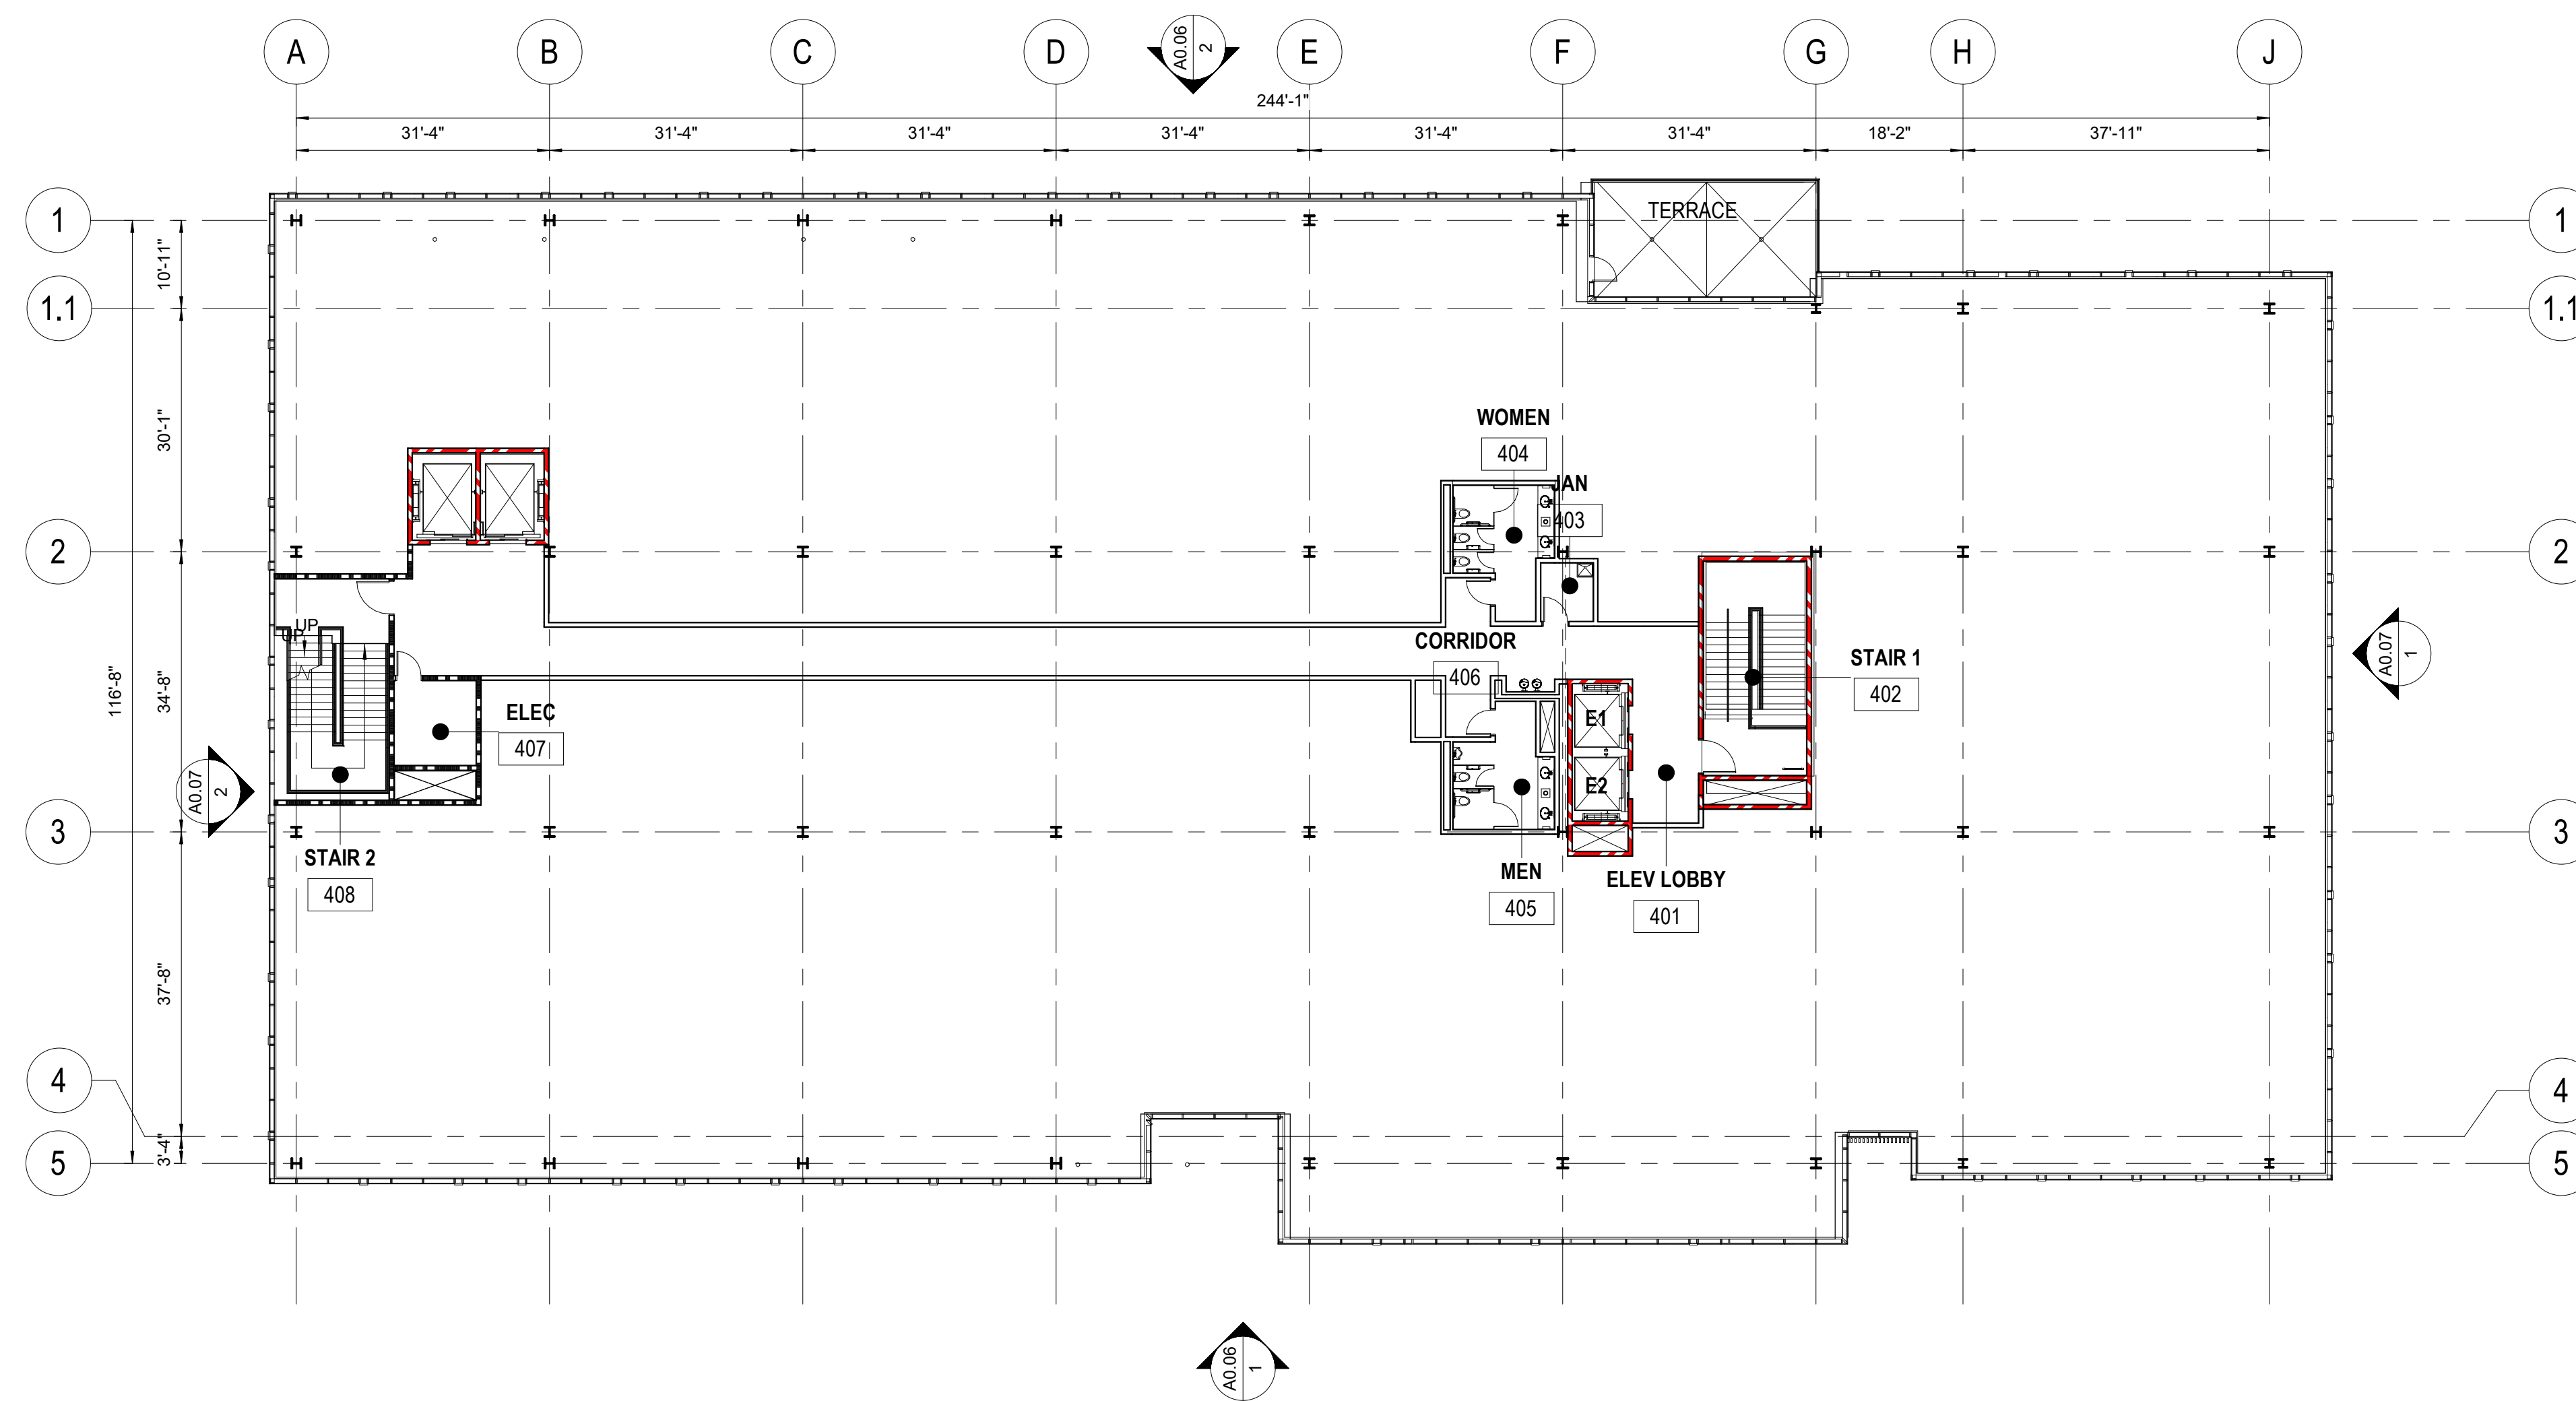 A
B
C
D
A0.06
2
E
F
G
H
J
244'-1"
31'-4"
31'-4"
31'-4"
31'-4"
31'-4"
31'-4"
18'-2"
37'-11"
1
TERRACE
1
10'-11"
1.1
1.1
30'-1"
WOMEN
404
JAN
403
2
2
UP
UP
CORRIDOR
406
116'-8"
34'-8"
STAIR 1
402
A0.07
1
ELEC
407
E1
E2
A0.07
2
3
3
STAIR 2
408
MEN
405
ELEV LOBBY
401
37'-8"
4
4
3'-4"
5
5
A0.06
1